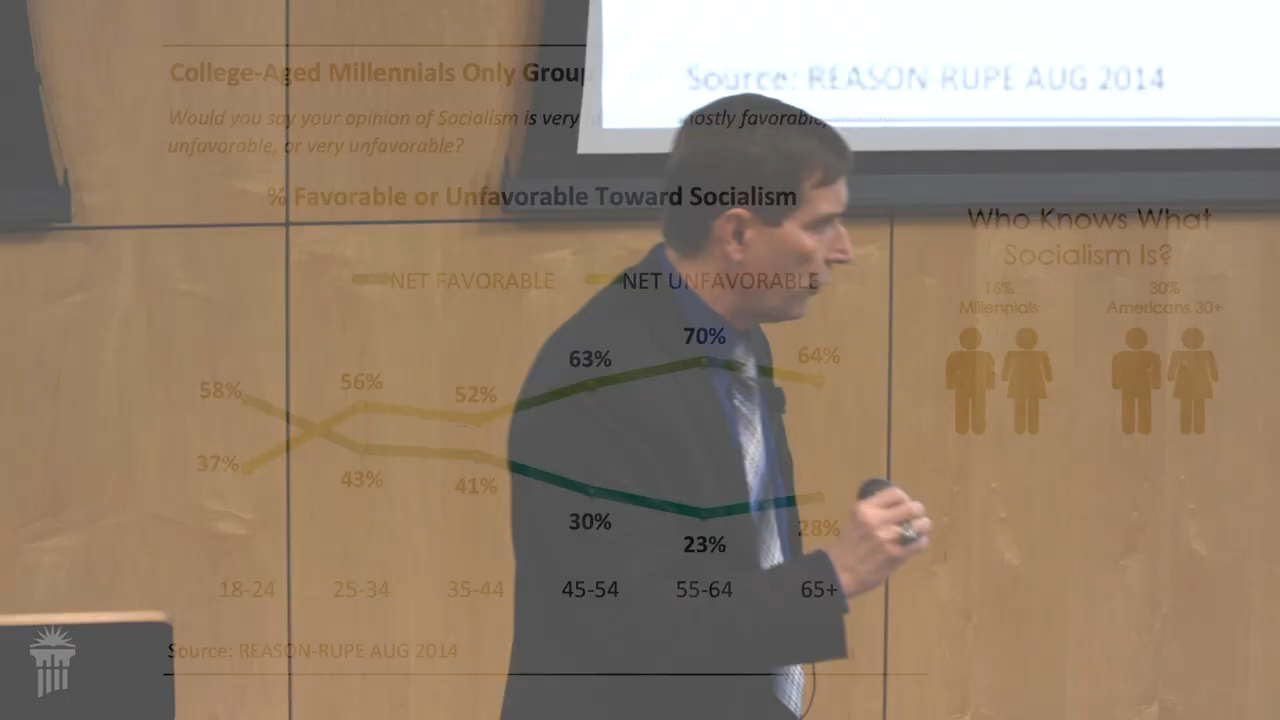 College-Aged Millennials Only Group
Source: REASON-RUPE AUG 2014
Would you say your opinion of Socialism is very mostly favorable,
unfavorable, or very unfavorable?
% Favorable or Unfavorable Toward Socialism
Who Knows What
Socialism Is?
NET FAVORABLE NET UNFAVORABLE
16% 30%
Millennials Americans 30+
58% 56% 52% 63% 70% 64%
37% 43% 41% 30% 23% 28%
18-24 25-34 35-44 45-54 55-64 65+
Source: REASON-RUPE AUG 2014